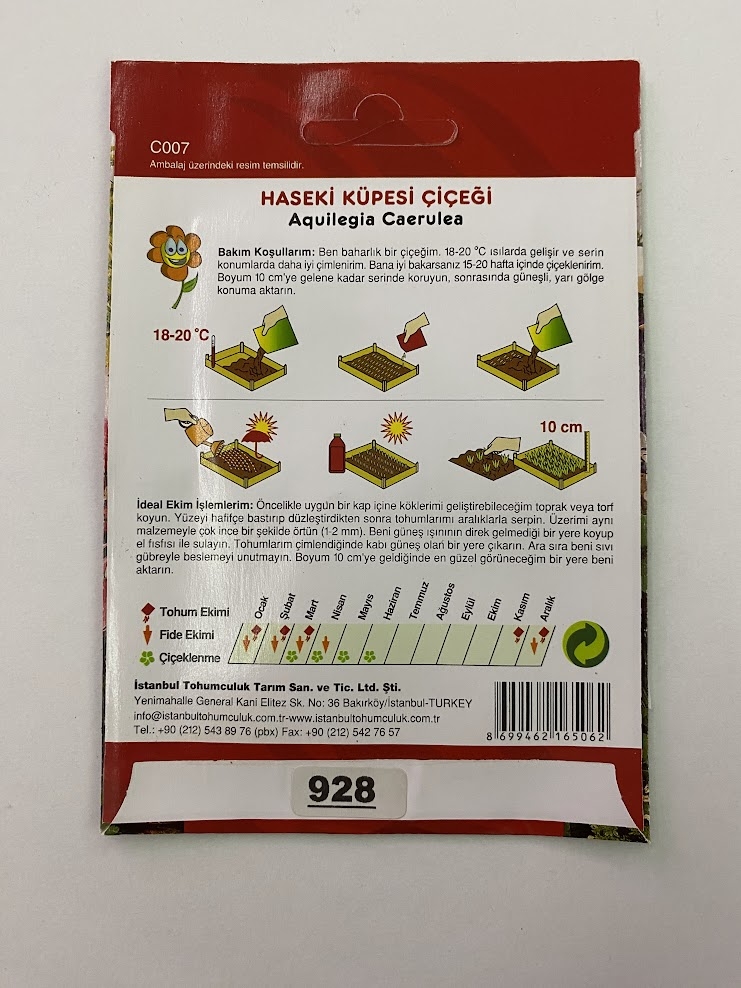 C007
Ambalaj üzerindeki resim temsilidir.
HASEKİ KÜPESİ ÇİÇEĞİ
Aquilegia Caerulea
Bakım Koşullarım: Ben baharlık bir çiçeğim. 18-20 °C ısılarda gelişir ve serin
konumlarda daha iyi çimlenirim. Bana iyi bakarsanız 15-20 hafta içinde çiçeklenirim.
Boyum 10 cm'ye gelene kadar serinde koruyun, sonrasında güneşli, yarı gölge
konuma aktarın.
18-20 °C
10 cm
İdeal Ekim İşlemlerim: Öncelikle uygun bir kap içine köklerimi geliştirebileceğim toprak veya torf
koyun. Yüzeyi hafifçe bastırıp düzleştirdikten sonra tohumlarımı aralıklarla serpin. Üzerimi aynı
malzemeyle çok ince bir şekilde örtün (1-2 mm). Beni güneş ışınının direk gelmediği bir yere koyup
el fısfısı ile sulayın. Tohumlarım çimlendiğinde kabı güneş olan bir yere çıkarın. Ara sıra beni sıvı
gübreyle beslemeyi unutmayın. Boyum 10 cm'ye geldiğinde en güzel görüneceğim bir yere beni
aktarın.
Ocak Şubat Mart Nisan Mayıs Haziran Temmuz Ağustos Eylül Ekim Kasım Aralık
Tohum Ekimi
Fide Ekimi
Çiçeklenme
İstanbul Tohumculuk Tarım San. ve Tic. Ltd. Şti.
Yenimahalle General Kani Elitez Sk. No: 36 Bakırköy/İstanbul-TURKEY
info@istanbultohumculuk.com.tr-www.istanbultohumculuk.com.tr
Tel.: +90 (212) 543 89 76 (pbx) Fax: +90 (212) 542 76 57
8 699462 165062
928